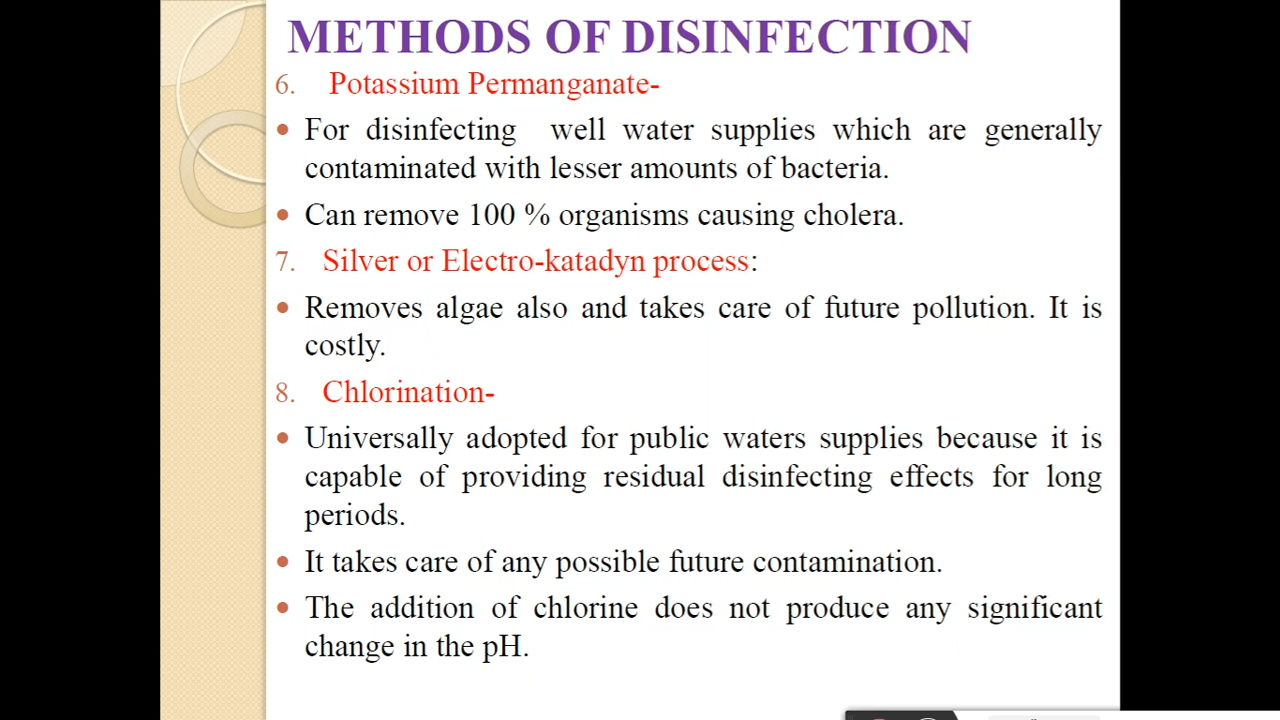 METHODS OF DISINFECTION
6. Potassium Permanganate-
• For disinfecting well water supplies which are generally
contaminated with lesser amounts of bacteria.
• Can remove 100 % organisms causing cholera.
7. Silver or Electro-katadyn process:
• Removes algae also and takes care of future pollution. It is
costly.
8. Chlorination-
• Universally adopted for public waters supplies because it is
capable of providing residual disinfecting effects for long
periods.
• It takes care of any possible future contamination.
• The addition of chlorine does not produce any significant
change in the pH.